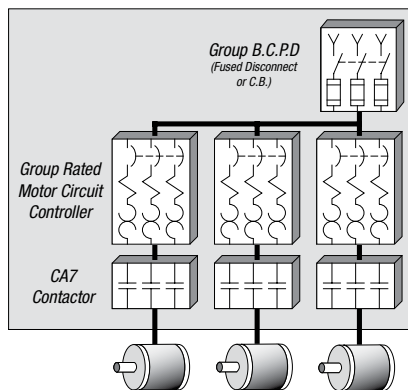 Group B.C.P.D
(Fused Disconnect
or C.B.)
Group Rated
Motor Circuit
Controller
CA7
Contactor